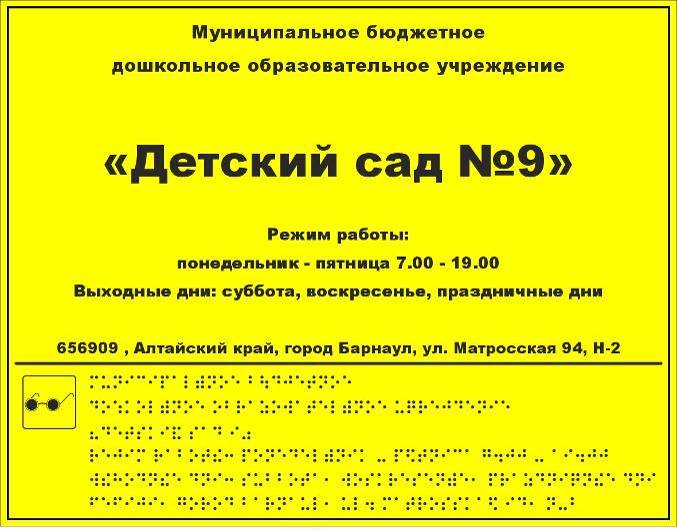 Муниципальное бюджетное
дошкольное образовательное учреждение
«Детский сад №9»
Режим работы:
понедельник - пятница 7.00 - 19.00
Выходные дни: суббота, воскресенье, праздничные дни
656909 , Алтайский край, город Барнаул, ул. Матросская 94, Н-2